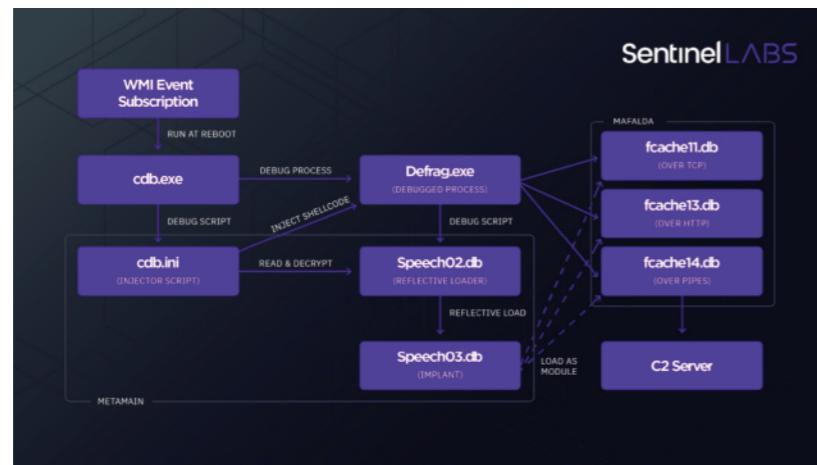 SentinelLABS
WMI Event
Subscription
RUN AT REBOOT
MAFALDA
fcache11.db
(OVER TCP)
cdb.exe
DEBUG PROCESS
Defrag.exe
(DEBUGGED PROCESS)
fcache13.db
(OVER HTTP)
DEBUG SCRIPT
INJECT SHELLCODE
DEBUG SCRIPT
cdb.ini
(INJECTOR SCRIPT)
READ & DECRYPT
Speech02.db
(REFLECTIVE LOADER)
fcache14.db
(OVER PIPES)
REFLECTIVE LOAD
Speech03.db
(IMPLANT)
LOAD AS
MODULE
C2 Server
METAMAIN